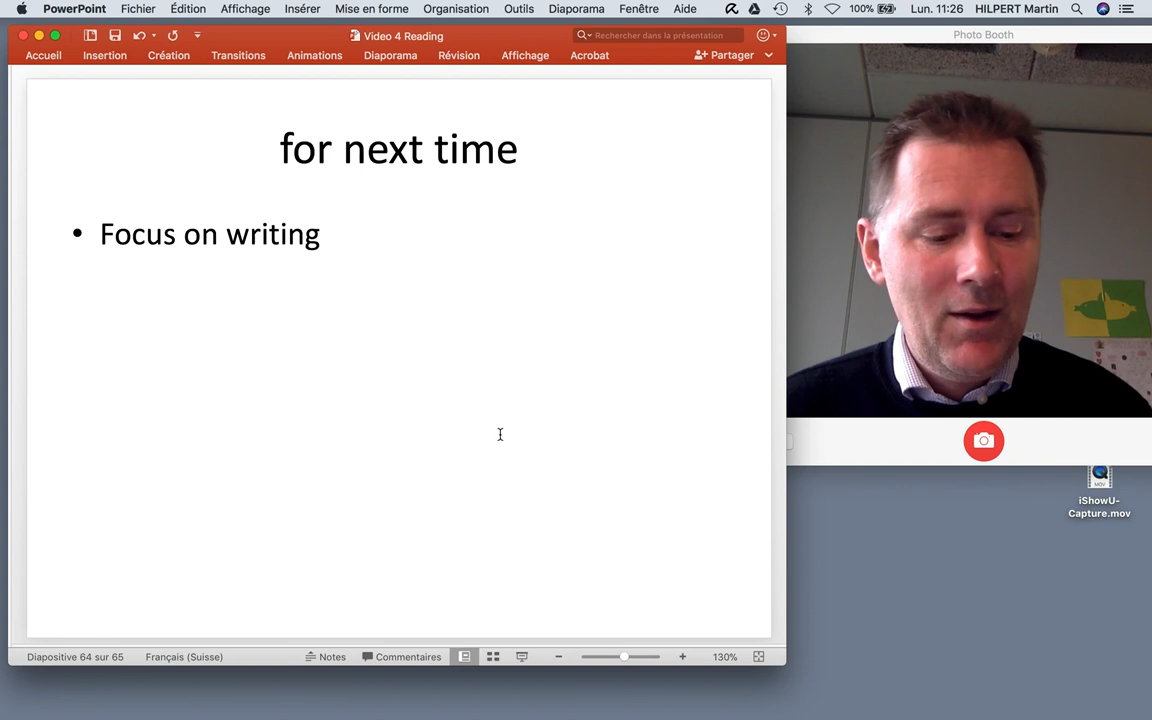 PowerPoint Fichier Édition Affichage Insérer Mise en forme Organisation Outils Diaporama Fenêtre Aide 100% Lun. 11:26 HILPERT Martin
Video 4 Reading
Rechercher dans la présentation
Photo Booth
Accueil Insertion Création Transitions Animations Diaporama Révision Affichage Acrobat Partager
for next time
• Focus on writing
MOV
iShowU-
Capture.mov
Diapositive 64 sur 65 Français (Suisse) Notes Commentaires 130%